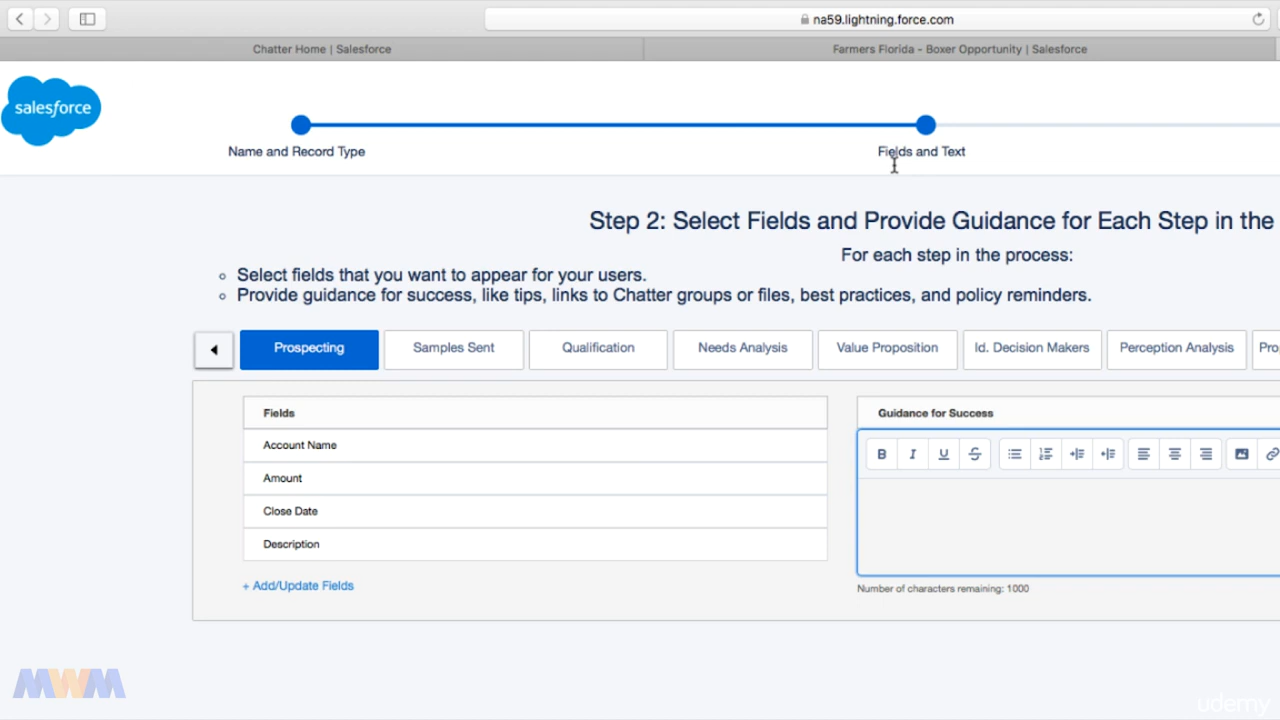 na59.lightning.force.com
Chatter Home | Salesforce
Farmers Florida - Boxer Opportunity | Salesforce
salesforce
Name and Record Type
Fields and Text
Step 2: Select Fields and Provide Guidance for Each Step in the
For each step in the process:
Select fields that you want to appear for your users.
Provide guidance for success, like tips, links to Chatter groups or files, best practices, and policy reminders.
Prospecting
Samples Sent
Qualification
Needs Analysis
Value Proposition
Id. Decision Makers
Perception Analysis
Pro
Fields
Guidance for Success
Account Name
B I U S
Amount
Close Date
Description
+ Add/Update Fields
Number of characters remaining: 1000
MWM
udemy